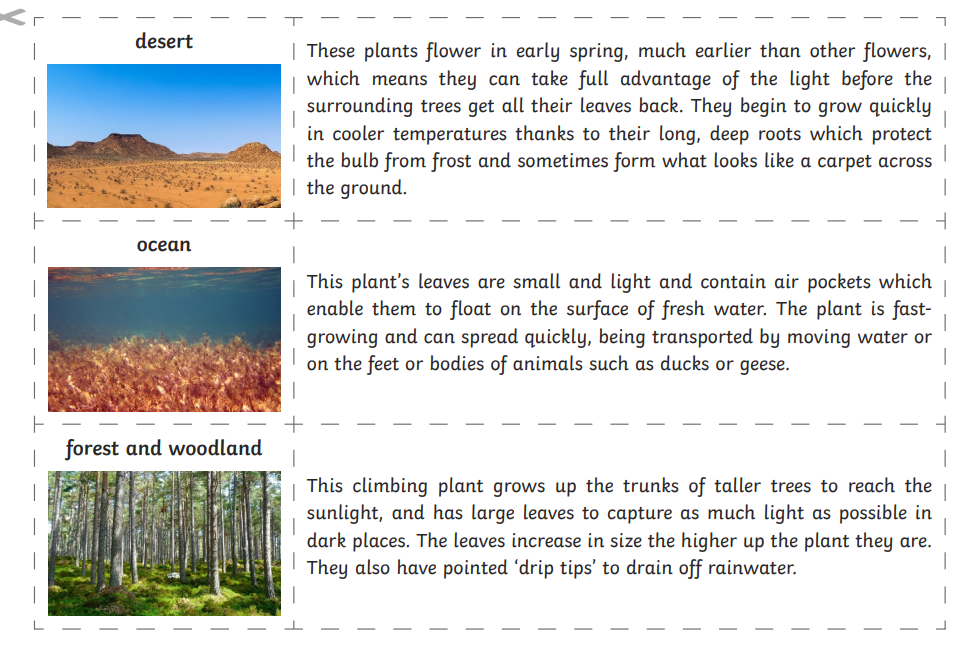 desert
These plants flower in early spring, much earlier than other flowers,
which means they can take full advantage of the light before the
surrounding trees get all their leaves back. They begin to grow quickly
in cooler temperatures thanks to their long, deep roots which protect
the bulb from frost and sometimes form what looks like a carpet across
the ground.
ocean
This plant’s leaves are small and light and contain air pockets which
enable them to float on the surface of fresh water. The plant is fast-
growing and can spread quickly, being transported by moving water or
on the feet or bodies of animals such as ducks or geese.
forest and woodland
This climbing plant grows up the trunks of taller trees to reach the
sunlight, and has large leaves to capture as much light as possible in
dark places. The leaves increase in size the higher up the plant they are.
They also have pointed ‘drip tips’ to drain off rainwater.